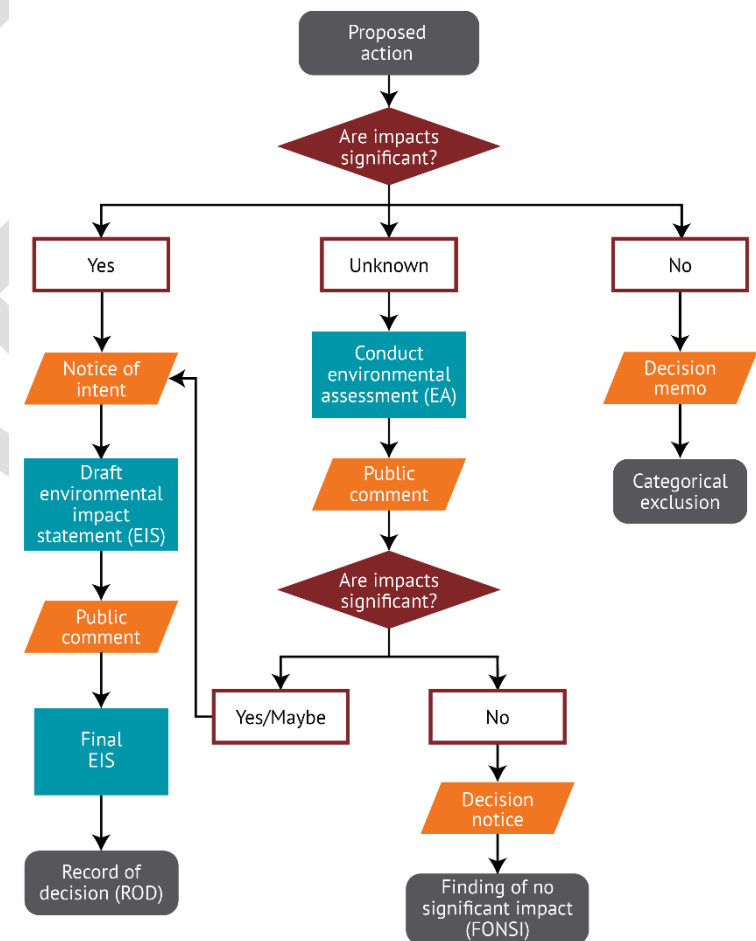 Proposed
action
Are impacts
significant?
Yes
Unknown
No
Notice of
intent
Conduct
environmental
assessment (EA)
Decision
memo
Draft
environmental
impact
statement (EIS)
Public
comment
Categorical
exclusion
Are impacts
significant?
Public
comment
Yes/Maybe
No
Final
EIS
Decision
notice
Record of
decision (ROD)
Finding of no
significant impact
(FONSI)